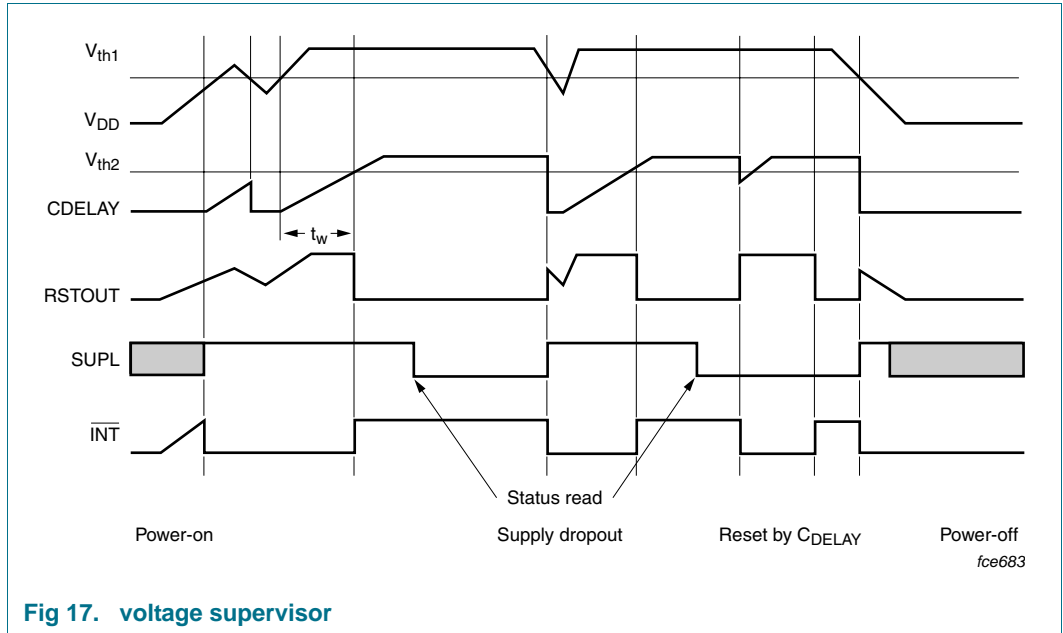 Vth1
VDD
Vth2
CDELAY
tw
RSTOUT
SUPL
INT
Status read
Power-on
Supply dropout
Reset by CDELAY
Power-off
fce683
Fig 17. voltage supervisor